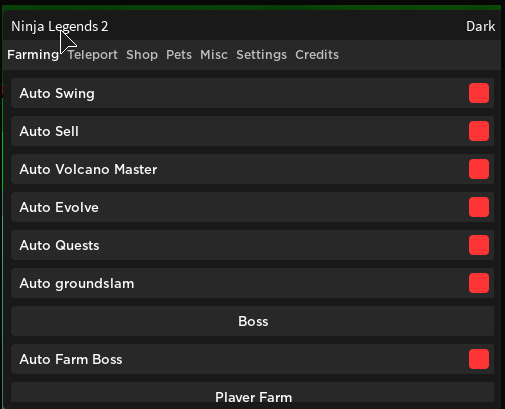 Ninja Legends 2 Dark
Farming Teleport Shop Pets Misc Settings Credits
Auto Swing
Auto Sell
Auto Volcano Master
Auto Evolve
Auto Quests
Auto groundslam
Boss
Auto Farm Boss
Player Farm